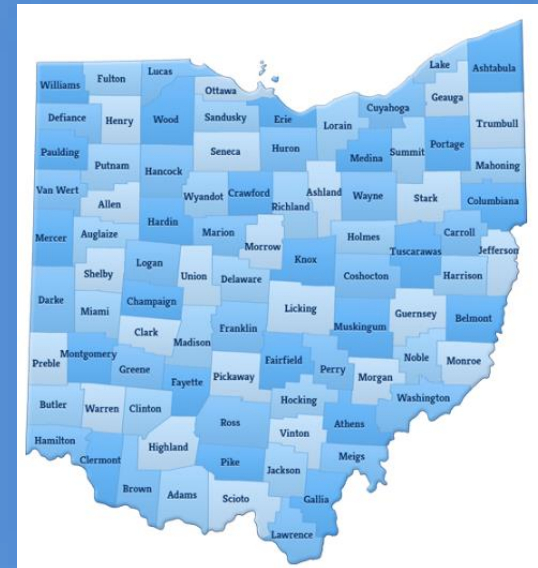 Williams
Fulton
Lucas
Ottawa
Lake
Ashtabula
Geauga
Cuyahoga
Defiance
Henry
Wood
Sandusky
Erie
Lorain
Trumbull
Paulding
Putnam
Hancock
Seneca
Huron
Medina
Summit
Portage
Mahoning
Van Wert
Allen
Wyandot
Crawford
Richland
Ashland
Wayne
Stark
Columbiana
Mercer
Auglaize
Hardin
Marion
Morrow
Knox
Holmes
Tuscarawas
Carroll
Jefferson
Shelby
Logan
Union
Delaware
Coshocton
Harrison
Darke
Miami
Champaign
Licking
Muskingum
Guernsey
Belmont
Clark
Madison
Franklin
Preble
Montgomery
Greene
Fayette
Pickaway
Fairfield
Perry
Morgan
Noble
Monroe
Butler
Warren
Clinton
Ross
Hocking
Athens
Washington
Hamilton
Clermont
Highland
Pike
Vinton
Meigs
Brown
Adams
Scioto
Jackson
Gallia
Lawrence